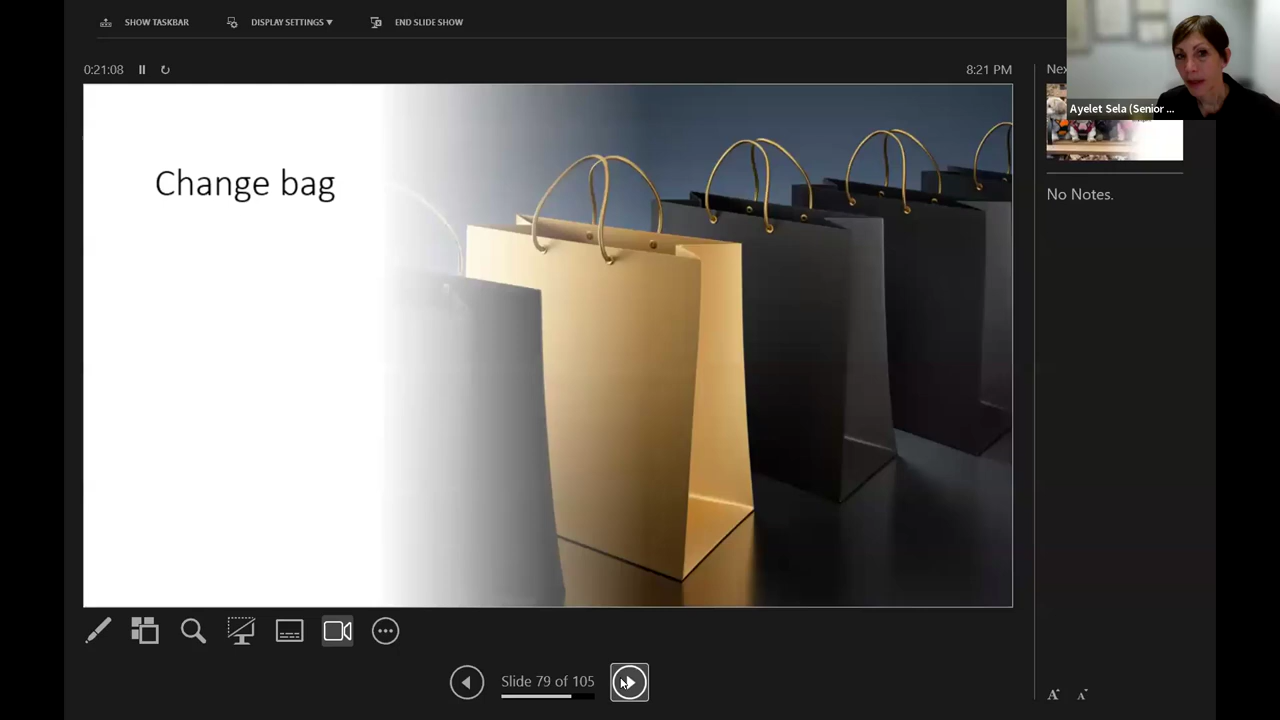 SHOW TASKBAR
DISPLAY SETTINGS ▼
END SLIDE SHOW
0:21:08
8:21 PM
Ayelet Sela (Senior ...
Change bag
No Notes.
Slide 79 of 105
A A